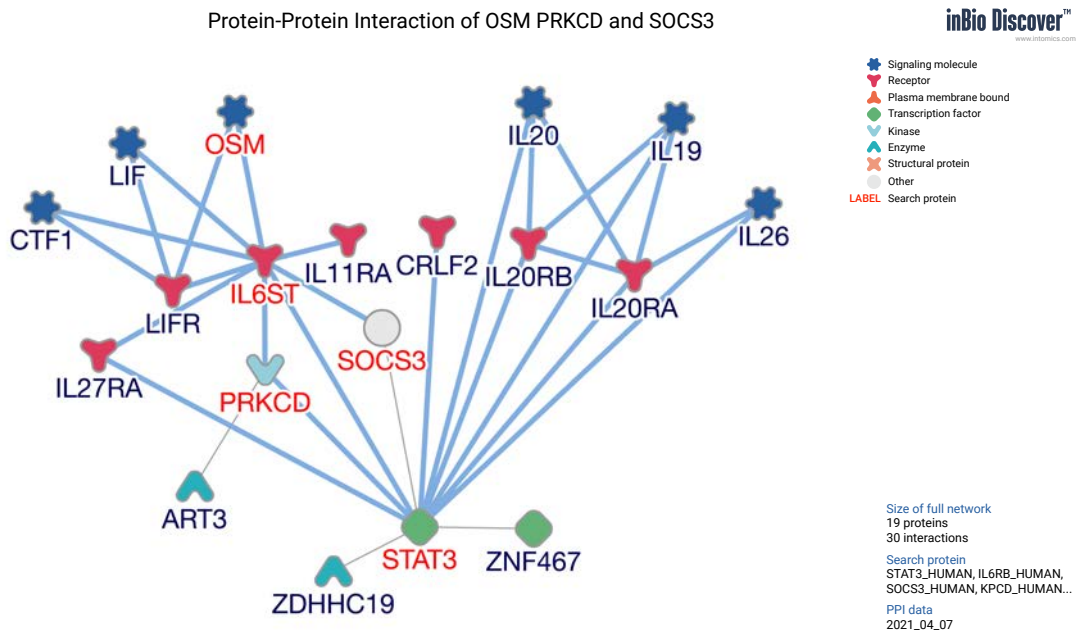 Protein-Protein Interaction of OSM PRKCD and SOCS3
inBio Discover™
www.intomics.com
Signaling molecule
Receptor
Plasma membrane bound
Transcription factor
Kinase
Enzyme
Structural protein
Other
LABEL Search protein
OSM
LIF
CTF1
IL20
IL19
IL26
IL11RA
CRLF2
IL20RB
IL6ST
LIFR
IL20RA
SOCS3
IL27RA
PRKCD
ART3
STAT3
ZNF467
ZDHHC19
Size of full network
19 proteins
30 interactions
Search protein
STAT3_HUMAN, IL6RB_HUMAN,
SOCS3_HUMAN, KPCD_HUMAN...
PPI data
2021_04_07